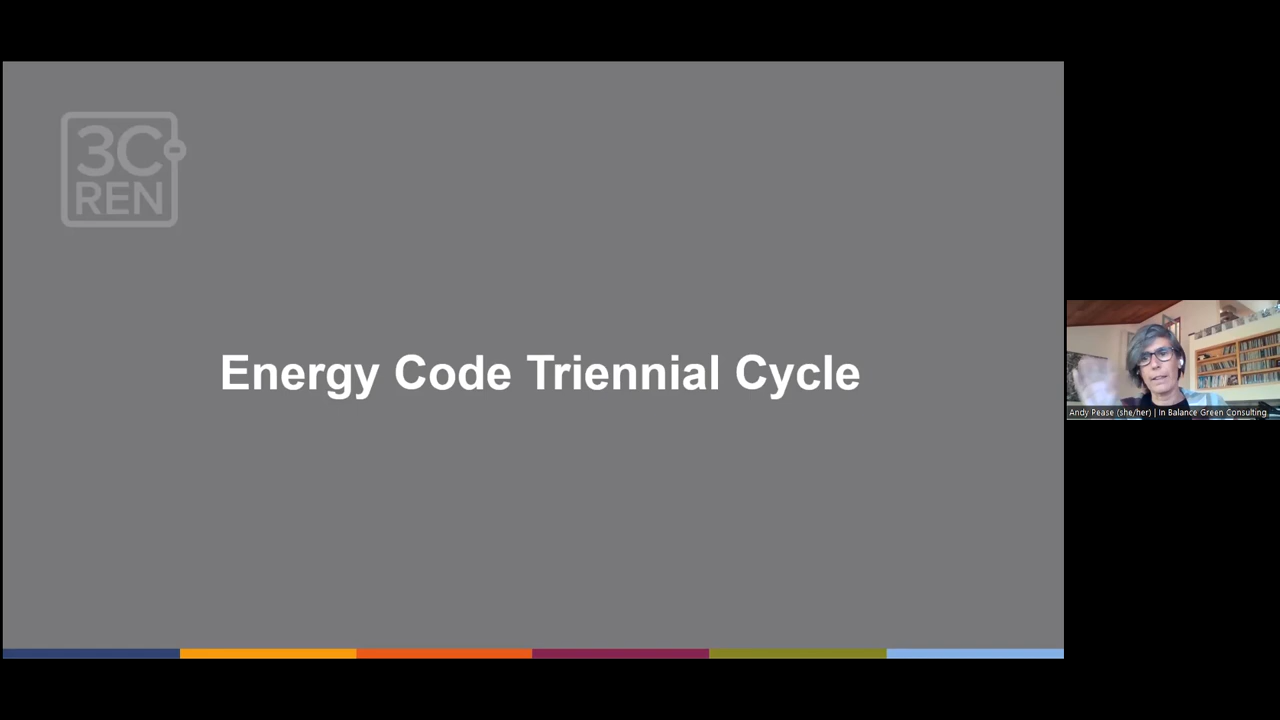 3C
REN
Energy Code Triennial Cycle
Andy Pease (she/her) | In Balance Green Consulting